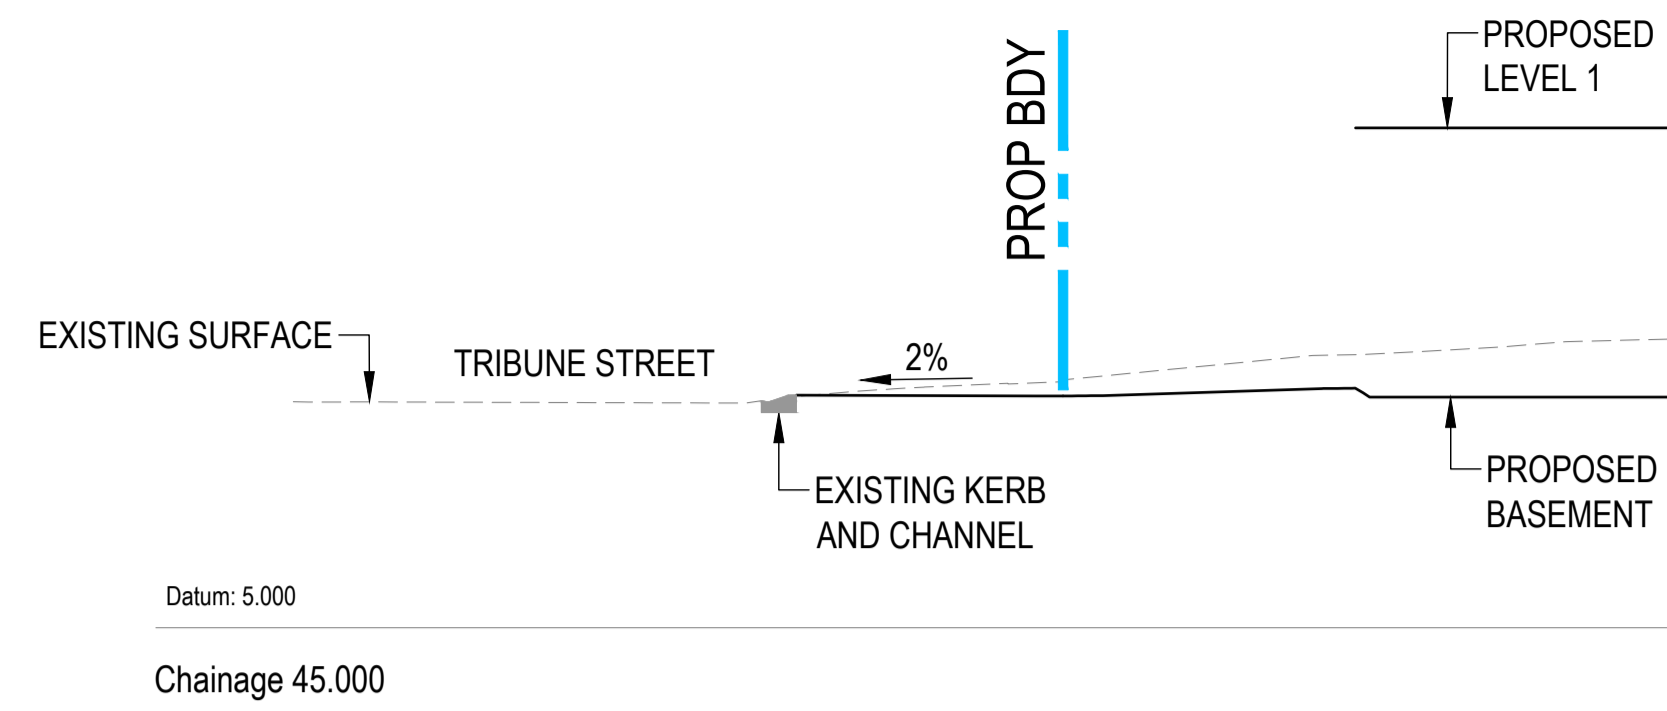 PROPOSED
LEVEL 1
PROP BDY
EXISTING SURFACE
TRIBUNE STREET
2%
EXISTING KERB
AND CHANNEL
PROPOSED
BASEMENT
Datum: 5.000
Chainage 45.000